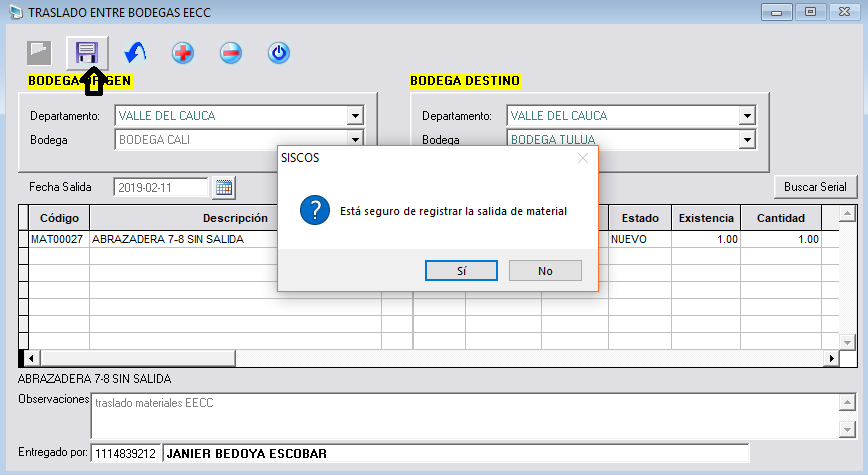 TRASLADO ENTRE BODEGAS EECC
BODEGA ORIGEN
BODEGA DESTINO
Departamento: VALLE DEL CAUCA
Departamento: VALLE DEL CAUCA
Bodega BODEGA CALI
Bodega BODEGA TULUA
SISCOS
Está seguro de registrar la salida de material
Sí No
Fecha Salida 2019-02-11
Buscar Serial
Código Descripción Estado Existencia Cantidad
MAT00027 ABRAZADERA 7-8 SIN SALIDA NUEVO 1.00 1.00
ABRAZADERA 7-8 SIN SALIDA
Observaciones traslado materiales EECC
Entregado por: 1114839212 JANIER BEDOYA ESCOBAR